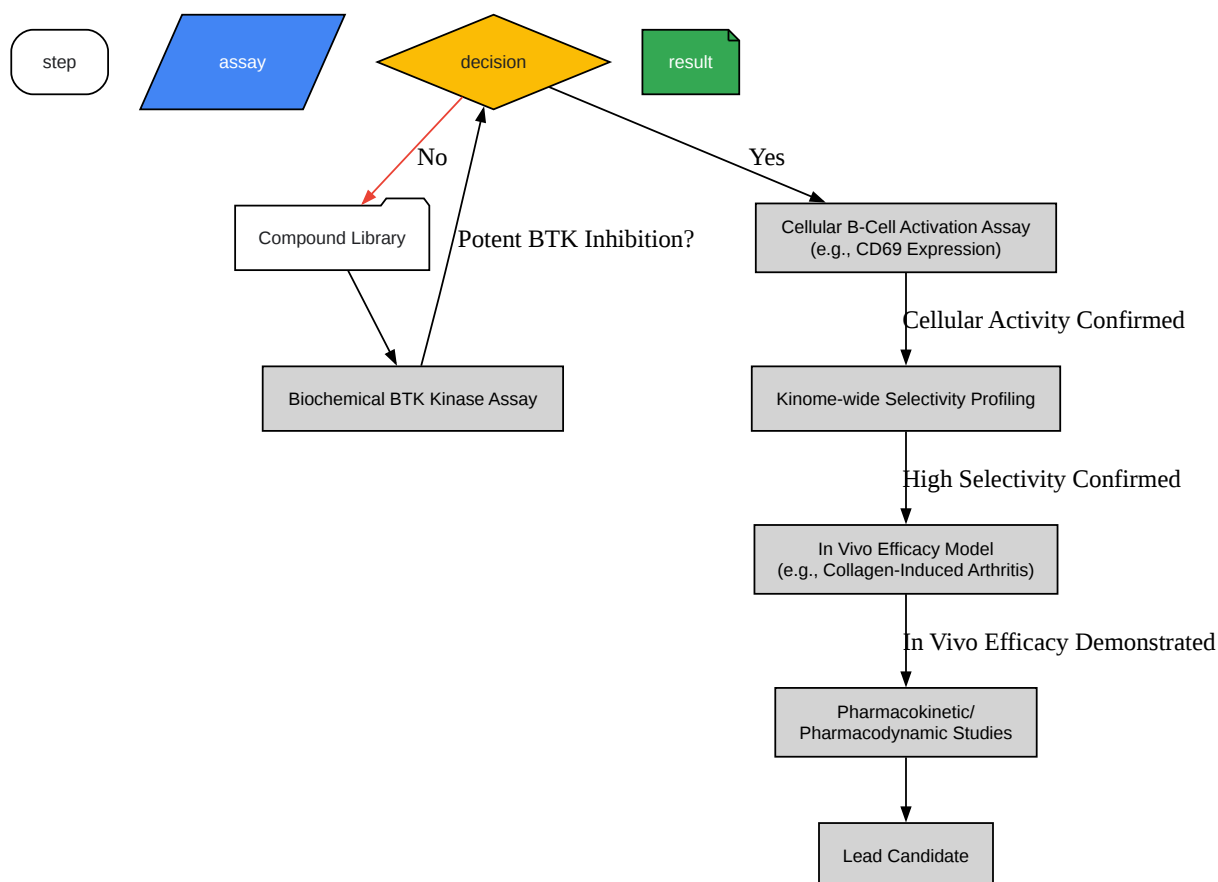 step
assay
decision
result
No
Yes
Compound Library
Potent BTK Inhibition?
Cellular B-Cell Activation Assay
(e.g., CD69 Expression)
Cellular Activity Confirmed
Biochemical BTK Kinase Assay
Kinome-wide Selectivity Profiling
High Selectivity Confirmed
In Vivo Efficacy Model
(e.g., Collagen-Induced Arthritis)
In Vivo Efficacy Demonstrated
Pharmacokinetic/
Pharmacodynamic Studies
Lead Candidate